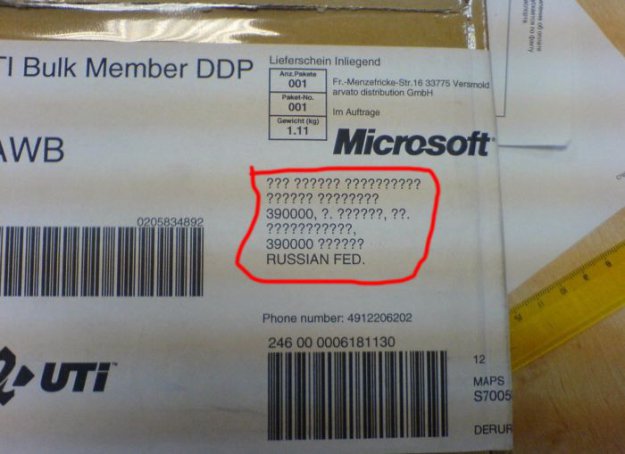 TI Bulk Member DDP
Lieferschein Inliegend
Anz.Pakete
001
Paket-No.
001
Gewicht (kg)
1.11
Fr.-Menzefricke-Str.16 33775 Versmold
arvato distribution GmbH
Im Auftrage
Microsoft
AWB
??? ?????? ??????????
?????? ????????
390000, ?. ??????, ??.
???????????,
390000 ??????
RUSSIAN FED.
0205834892
Phone number: 4912206202
246 00 0006181130
UTi
12
MAPS
S7005
DERUR